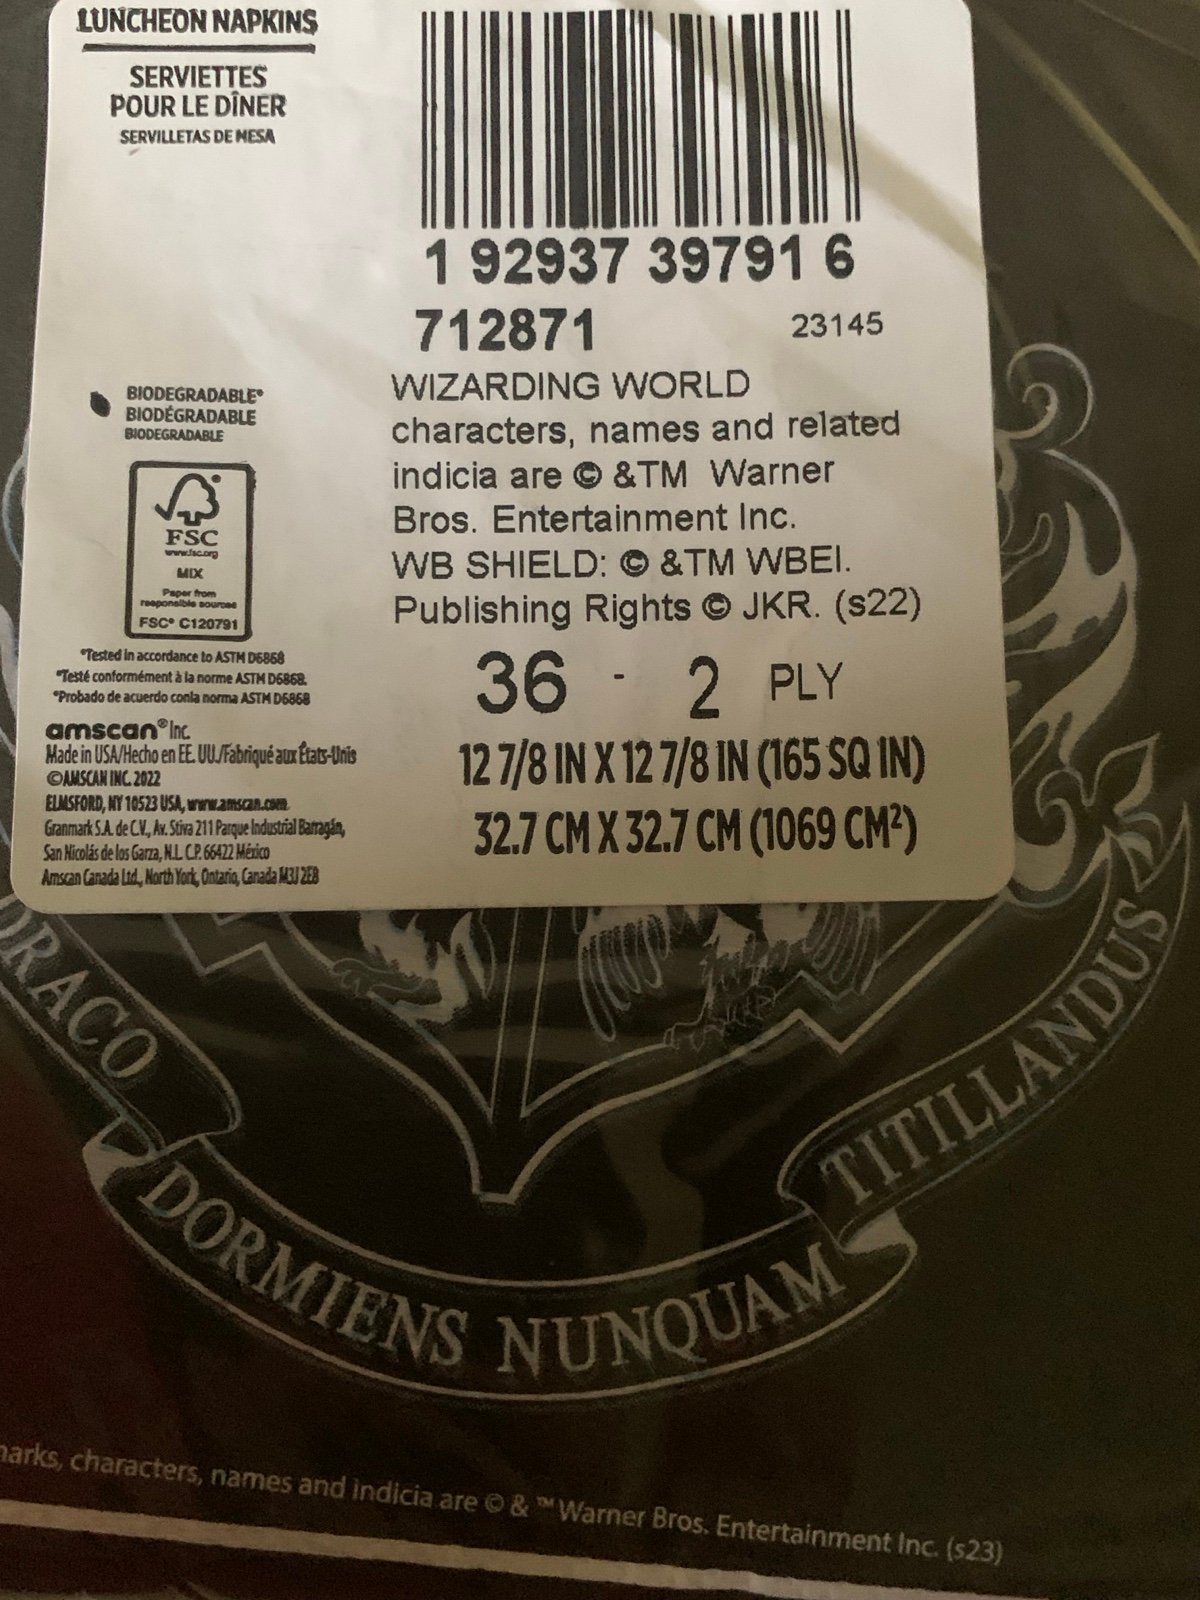 LUNCHEON NAPKINS
SERVIETTES
POUR LE DÎNER
SERVILLETAS DE MESA
1 92937 39791 6
712871 23145
BIODEGRADABLE*
BIODÉGRADABLE
BIODEGRADABLE
FSC
www.fsc.org
MIX
Paper from
responsible sources
FSC® C120791
WIZARDING WORLD
characters, names and related
indicia are © &TM Warner
Bros. Entertainment Inc.
WB SHIELD: © &TM WBEI.
Publishing Rights © JKR. (s22)
*Tested in accordance to ASTM D6868
*Testé conformément à la norme ASTM D6868.
*Probado de acuerdo conla norma ASTM D6868
36 - 2 PLY
12 7/8 IN X 12 7/8 IN (165 SQ IN)
32.7 CM X 32.7 CM (1069 CM²)
amscan® Inc.
Made in USA/Hecho en EE. UU./Fabriqué aux États-Unis
©AMSCAN INC. 2022
ELMSFORD, NY 10523 USA, www.amscan.com
Granmark S.A. de C.V., Av. Stiva 211 Parque Industrial Barragán,
San Nicolás de los Garza, N.L. C.P. 66422 México
Amscan Canada Ltd., North York, Ontario, Canada M3J 2E8
DRACO
DORMIENS NUNQUAM
TITILLANDUS
marks, characters, names and indicia are © & ™ Warner Bros. Entertainment Inc. (s23)